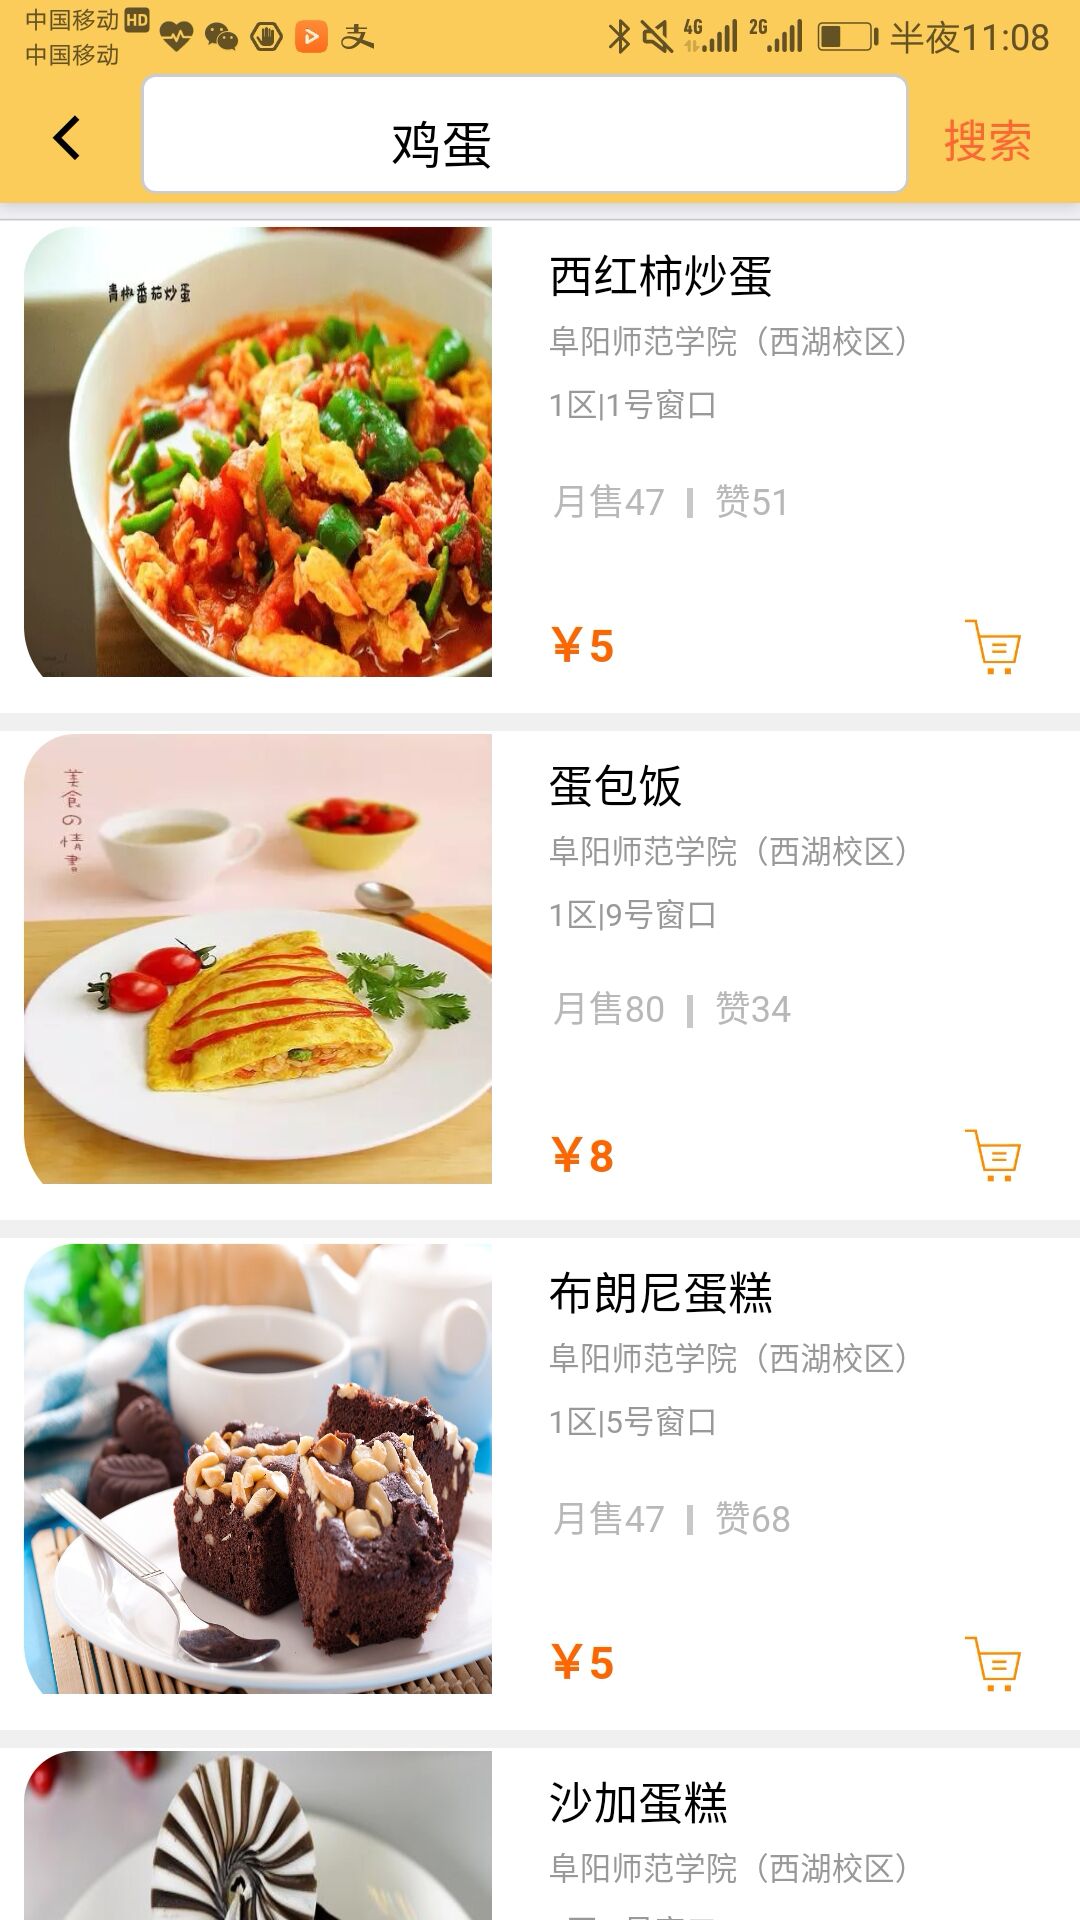 中国移动 HD
中国移动
4G
2G
半夜11:08
鸡蛋
搜索
青椒番茄炒蛋
西红柿炒蛋
阜阳师范学院（西湖校区）
1区|1号窗口
月售47 | 赞51
￥5
美食の情書
蛋包饭
阜阳师范学院（西湖校区）
1区|9号窗口
月售80 | 赞34
￥8
布朗尼蛋糕
阜阳师范学院（西湖校区）
1区|5号窗口
月售47 | 赞68
￥5
沙加蛋糕
阜阳师范学院（西湖校区）